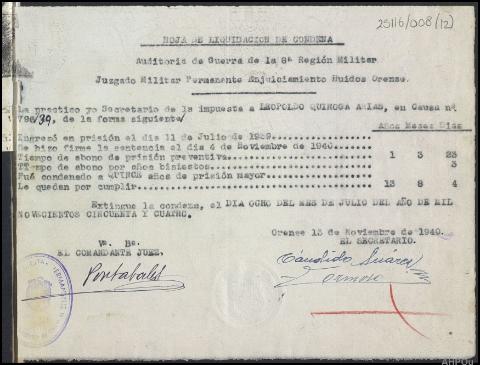 25116/008 (12)
HOJA DE LIQUIDACION DE CONDENA
Auditoria de Guerra de la 8ª Región Militar
Juzgado Militar Permanente Enjuiciamiento Huidos Orense.
La practico yo Secretario de la impuesta a LEOPOLDO QUIROGA ARIAS, en Causa nº
796/39, de la forma siguiente/
Años Meses Dias
Ingresó en prisión el dia 11 de Julio de 1939
Se hizo firme la sentencia el dia 4 de Noviembre de 1940
Tiempo de abono de prisión preventiva 1 3 23
Tiempo de abono por años bisiestos 3
Fué condenado a QUINCE años de prisión mayor
Le quedan por cumplir 13 8 4
Extingue la condena, el DIA OCHO DEL MES DE JULIO DEL AÑO DE MIL
NOVECIENTOS CINCUENTA Y CUATRO.
Orense 13 de Noviembre de 1940.
Vº. Bº. EL SECRETARIO.
EL COMANDANTE JUEZ.
Portabales
Cándido Suárez
AHPOu